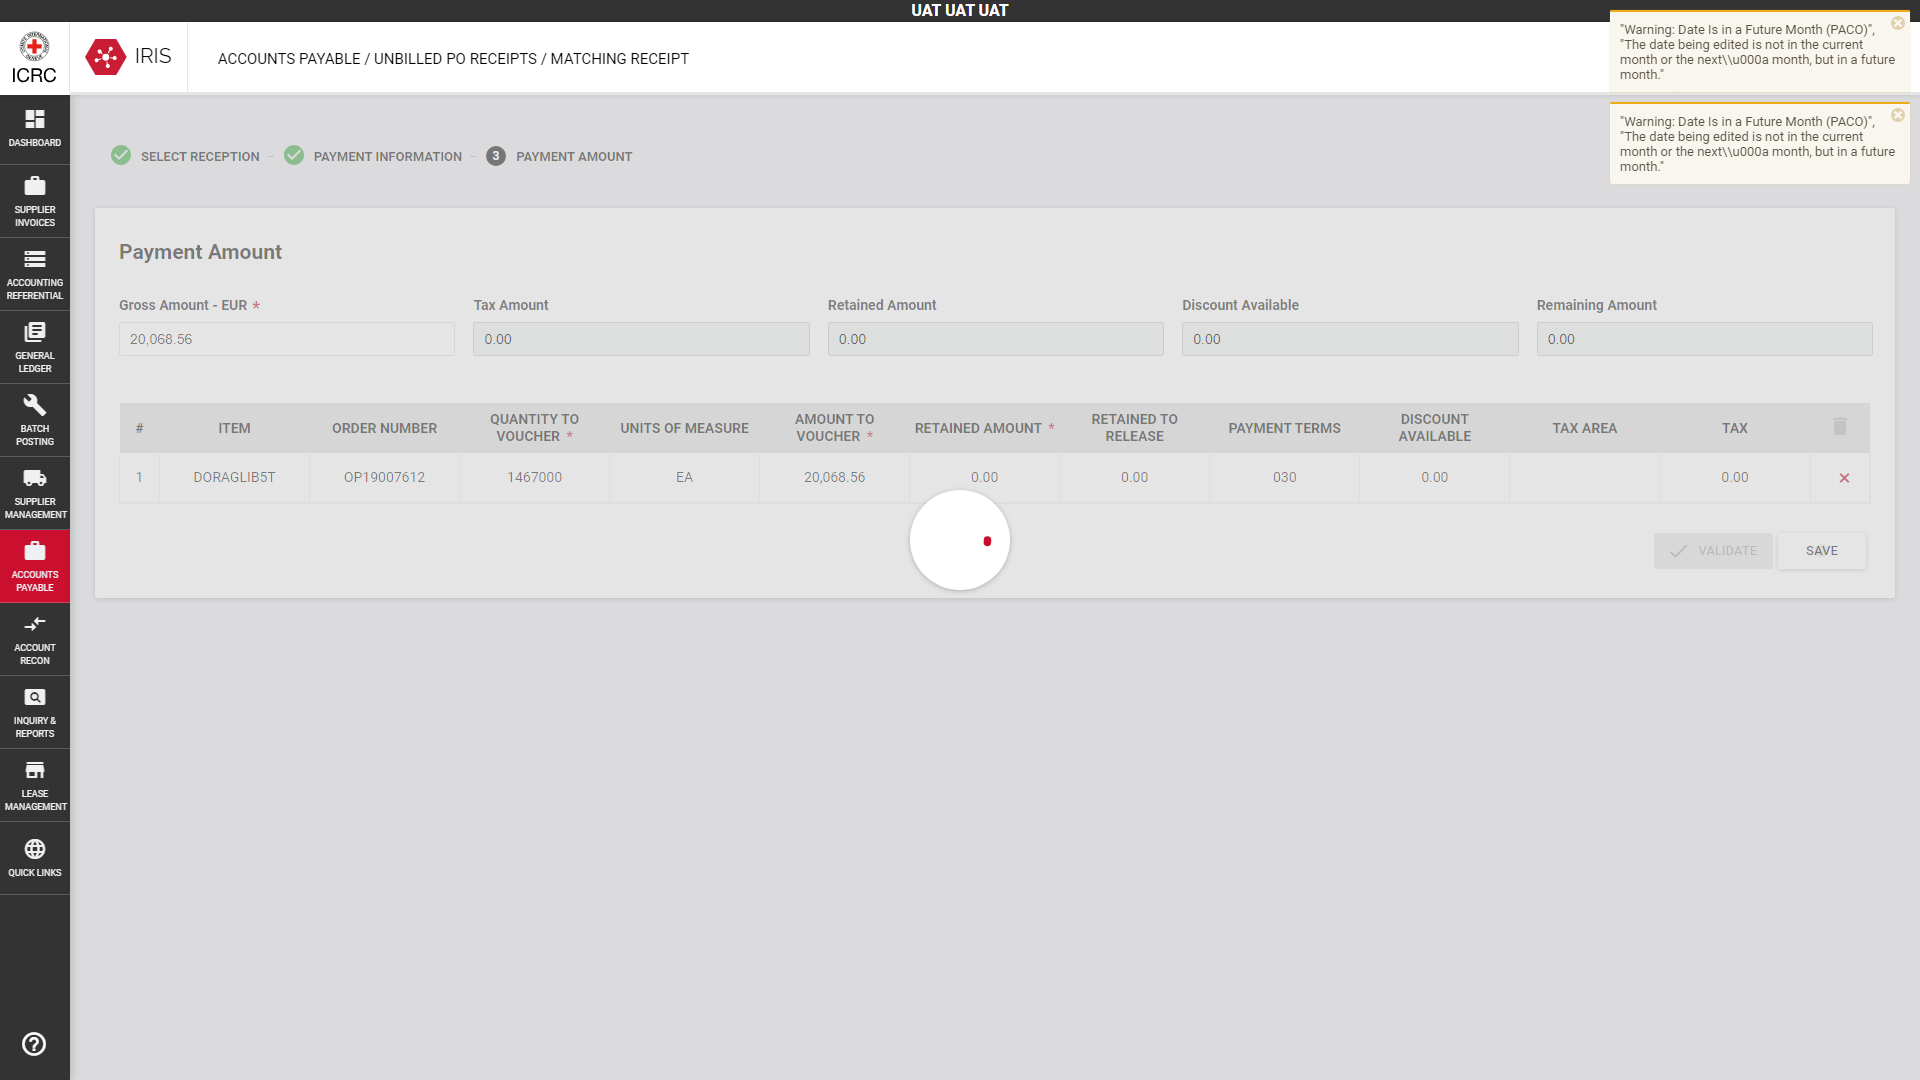 UAT UAT UAT
ICRC
IRIS
ACCOUNTS PAYABLE / UNBILLED PO RECEIPTS / MATCHING RECEIPT
"Warning: Date Is in a Future Month (PACO)",
"The date being edited is not in the current
month or the next\\u000a month, but in a future
month."
"Warning: Date Is in a Future Month (PACO)",
"The date being edited is not in the current
month or the next\\u000a month, but in a future
month."
DASHBOARD
SUPPLIER
INVOICES
ACCOUNTING
REFERENTIAL
GENERAL
LEDGER
BATCH
POSTING
SUPPLIER
MANAGEMENT
ACCOUNTS
PAYABLE
ACCOUNT
RECON
INQUIRY &
REPORTS
LEASE
MANAGEMENT
QUICK LINKS
SELECT RECEPTION
PAYMENT INFORMATION
3 PAYMENT AMOUNT
Payment Amount
Gross Amount - EUR * Tax Amount Retained Amount Discount Available Remaining Amount
20,068.56 0.00 0.00 0.00 0.00
# ITEM ORDER NUMBER QUANTITY TO VOUCHER * UNITS OF MEASURE AMOUNT TO VOUCHER * RETAINED AMOUNT * RETAINED TO RELEASE PAYMENT TERMS DISCOUNT AVAILABLE TAX AREA TAX
1 DORAGLIB5T OP19007612 1467000 EA 20,068.56 0.00 0.00 030 0.00 0.00
VALIDATE SAVE